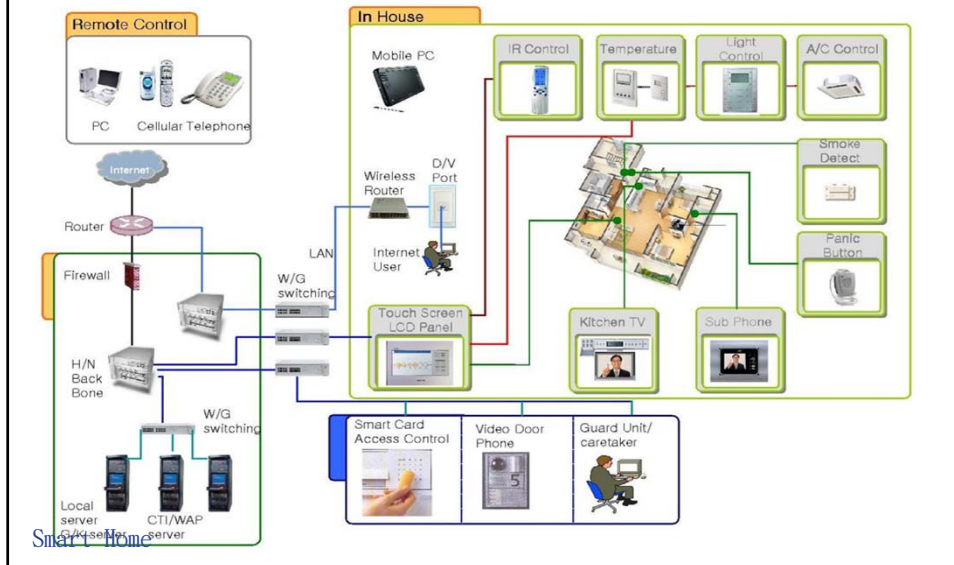 Remote Control
PC
Cellular Telephone
Internet
Router
Firewall
H/N
Back
Bone
W/G
switching
Local
server
CTI/WAP
server
Smart Home
LAN
W/G
switching
In House
Mobile PC
Wireless
Router
D/V
Port
Internet
User
IR Control
Temperature
Light
Control
A/C Control
Smoke
Detect
Panic
Button
Touch Screen
LCD Panel
Kitchen TV
Sub Phone
Smart Card
Access Control
Video Door
Phone
5
Guard Unit/
caretaker